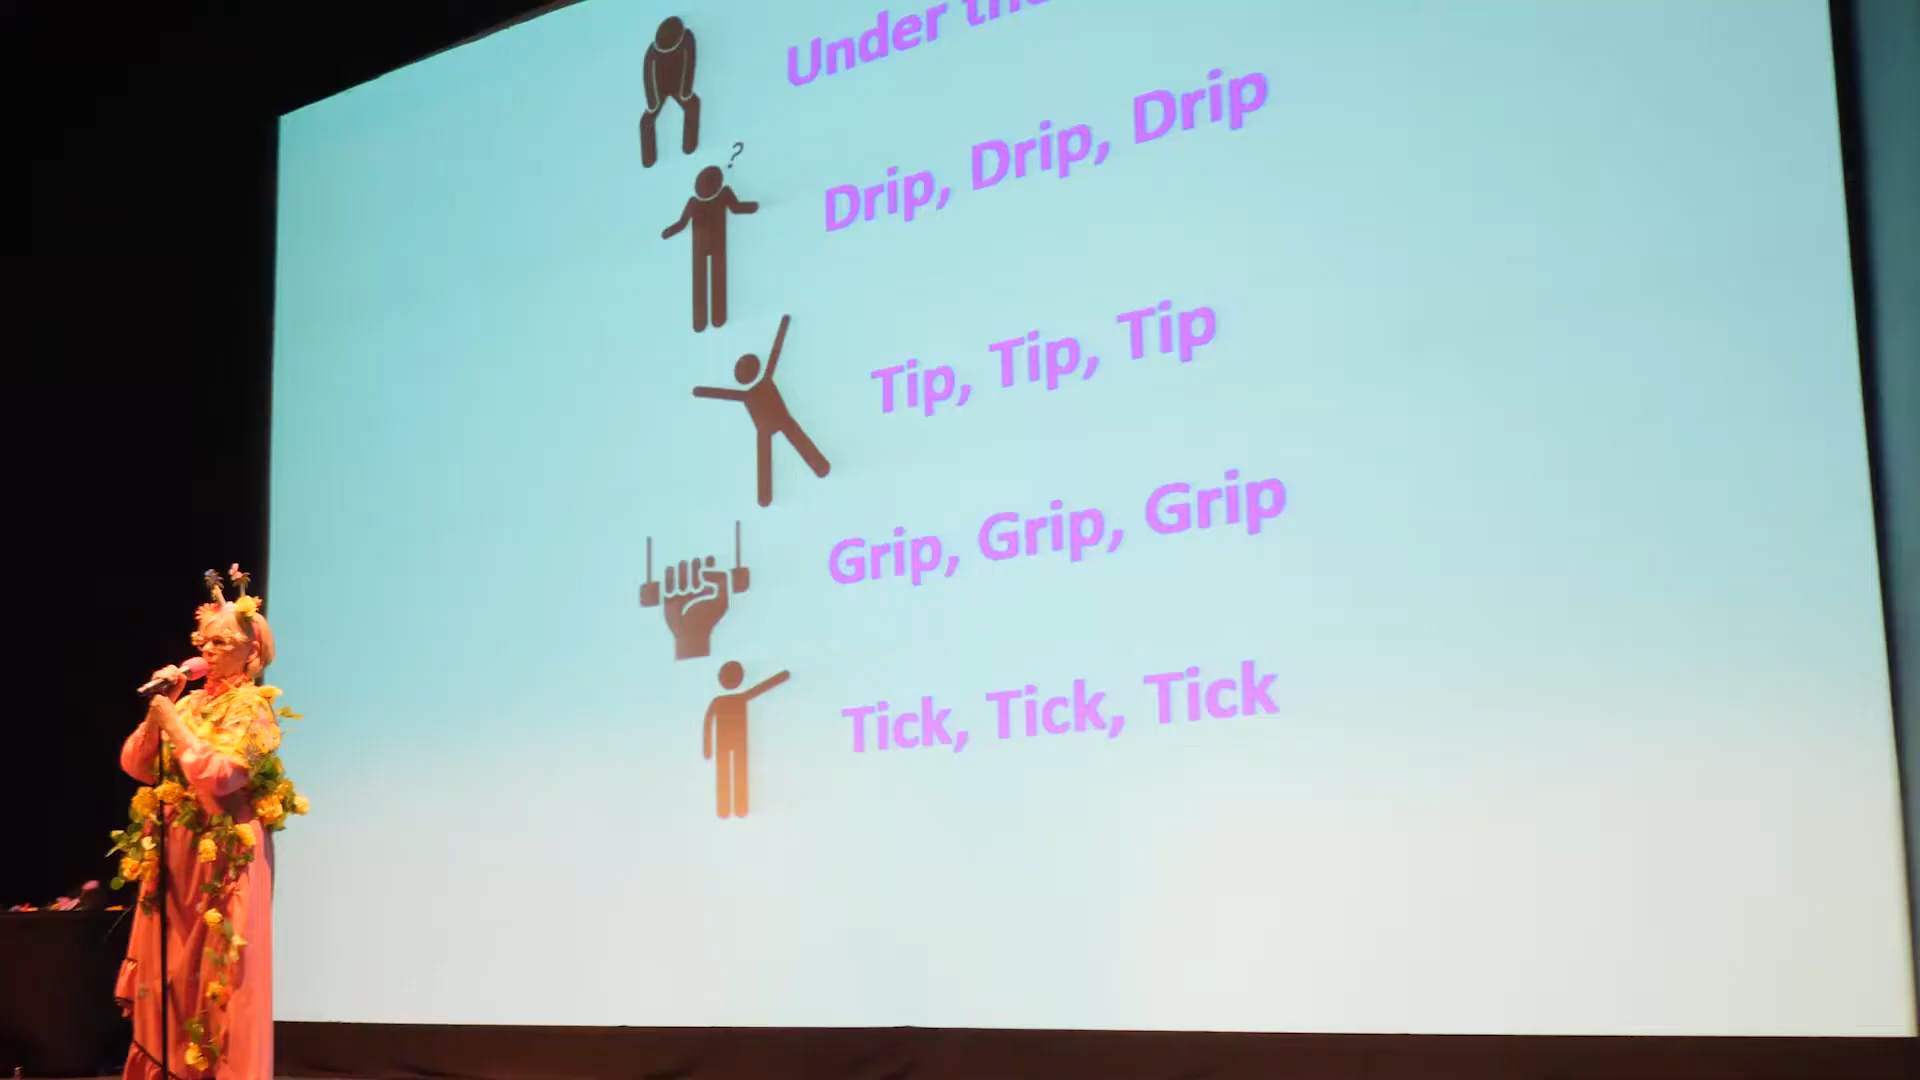 Under
Drip, Drip, Drip
Tip, Tip, Tip
Grip, Grip, Grip
Tick, Tick, Tick